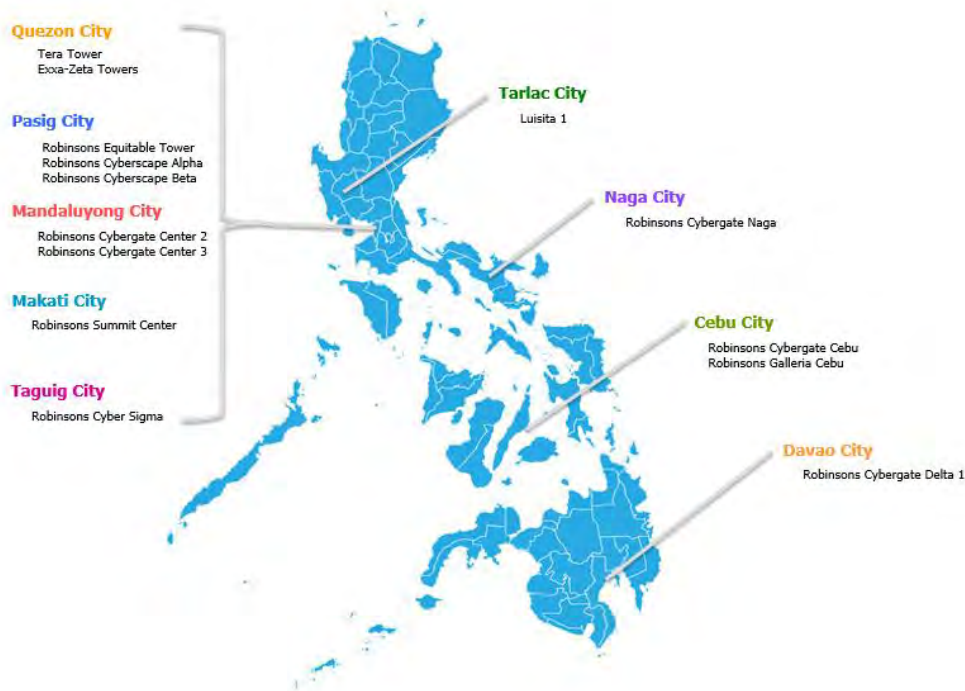 Quezon City
Tera Tower
Exxa-Zeta Towers
Pasig City
Robinsons Equitable Tower
Robinsons Cyberscape Alpha
Robinsons Cyberscape Beta
Mandaluyong City
Robinsons Cybergate Center 2
Robinsons Cybergate Center 3
Makati City
Robinsons Summit Center
Taguig City
Robinsons Cyber Sigma
Tarlac City
Luisita 1
Naga City
Robinsons Cybergate Naga
Cebu City
Robinsons Cybergate Cebu
Robinsons Galleria Cebu
Davao City
Robinsons Cybergate Delta 1